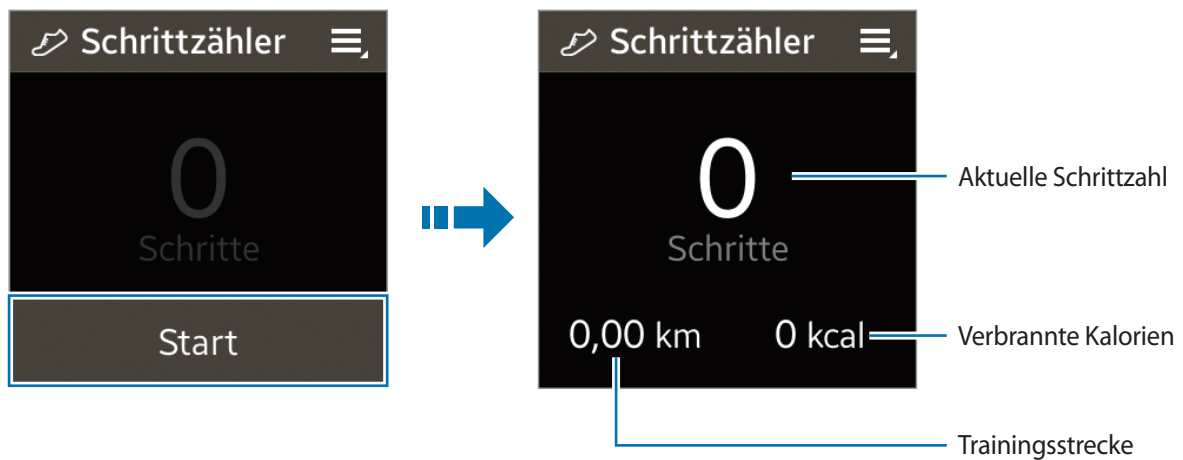 Schrittzähler
0
Schritte
Start
Schrittzähler
0
Schritte
0,00 km 0 kcal
Aktuelle Schrittzahl
Verbrannte Kalorien
Trainingsstrecke